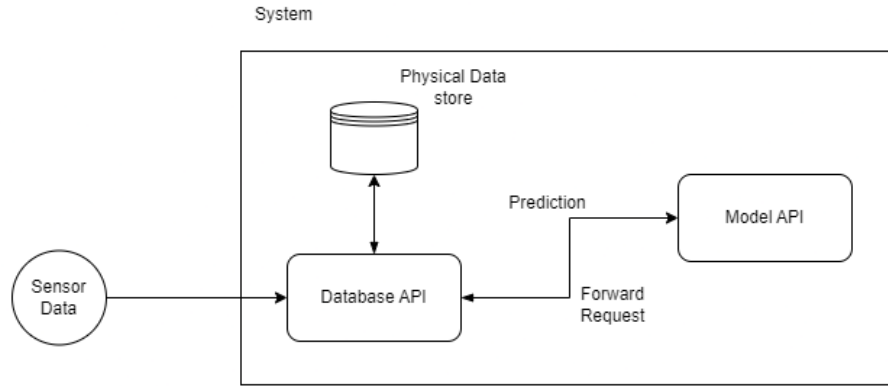 System
Physical Data
store
Prediction
Model API
Sensor
Data
Database API
Forward
Request